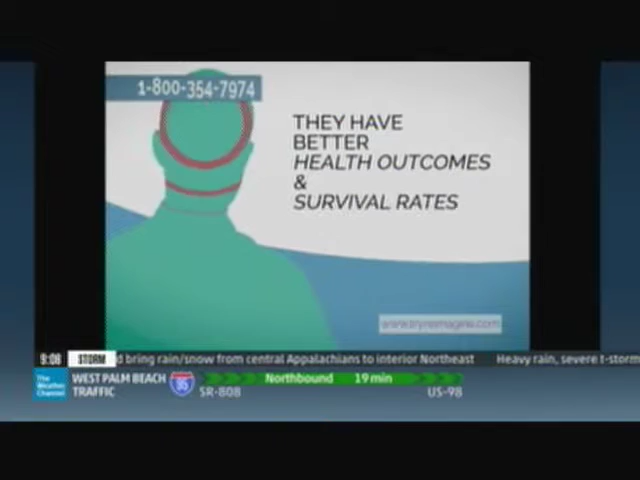 1-800-354-7974
THEY HAVE
BETTER
HEALTH OUTCOMES
&
SURVIVAL RATES
9:08
STORM
d bring rain/snow from central Appalachians to interior Northeast
Heavy rain, severe t-storm
The
Weather
Channel
WEST PALM BEACH
TRAFFIC
95
Northbound 19 min
SR-808
US-98